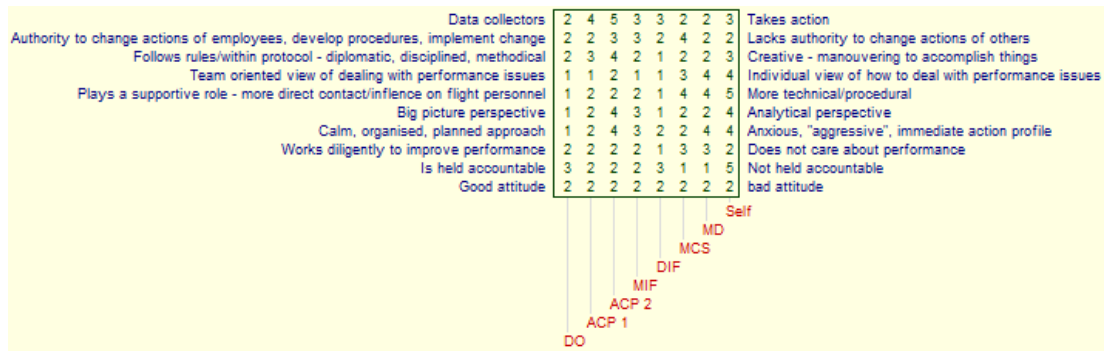 Data collectors 2 4 5 3 3 2 2 3 Takes action
Authority to change actions of employees, develop procedures, implement change 2 2 3 3 2 4 2 2 Lacks authority to change actions of others
Follows rules/within protocol - diplomatic, disciplined, methodical 2 3 4 2 1 2 2 3 Creative - manouvering to accomplish things
Team oriented view of dealing with performance issues 1 1 2 1 1 3 4 4 Individual view of how to deal with performance issues
Plays a supportive role - more direct contact/inflence on flight personnel 1 2 2 2 1 4 4 5 More technical/procedural
Big picture perspective 1 2 4 3 1 2 2 4 Analytical perspective
Calm, organised, planned approach 1 2 4 3 2 2 4 4 Anxious, "aggressive", immediate action profile
Works diligently to improve performance 2 2 2 2 1 3 3 2 Does not care about performance
Is held accountable 3 2 2 2 3 1 1 5 Not held accountable
Good attitude 2 2 2 2 2 2 2 2 bad attitude
Self
MD
MCS
DIF
MIF
ACP 2
ACP 1
DO